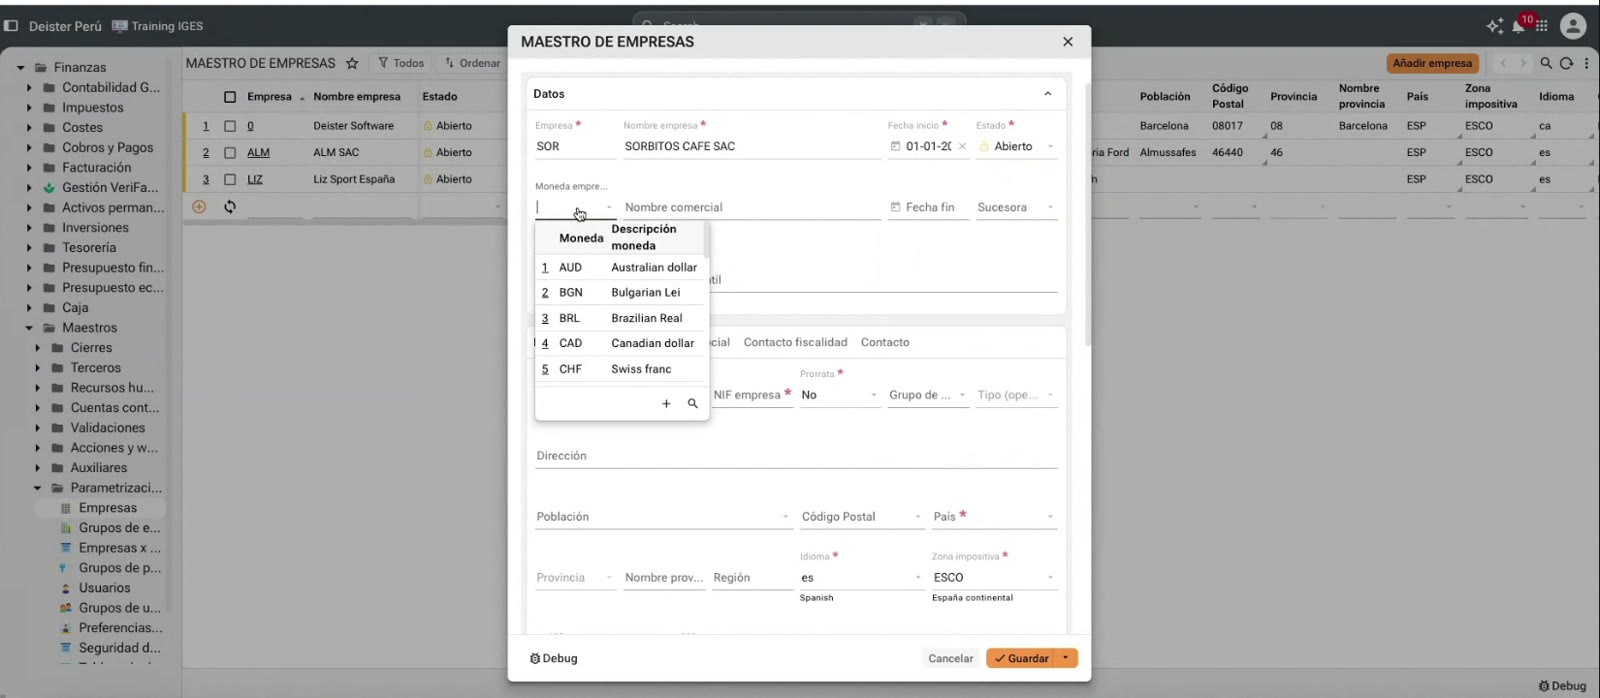 Deister Perú Training IGES
Search
10
Finanzas
Contabilidad G...
Impuestos
Costes
Cobros y Pagos
Facturación
Gestión VeriFa...
Activos perman...
Inversiones
Tesorería
Presupuesto fin...
Presupuesto ec...
Caja
Maestros
Cierres
Terceros
Recursos hu...
Cuentas cont...
Validaciones
Acciones y w...
Auxiliares
Parametrizaci...
Empresas
Grupos de e...
Empresas x ...
Grupos de p...
Usuarios
Grupos de u...
Preferencias...
Seguridad d...
MAESTRO DE EMPRESAS Todos Ordenar
Empresa Nombre empresa Estado
1 0 Deister Software Abierto
2 ALM ALM SAC Abierto
3 LIZ Liz Sport España Abierto
MAESTRO DE EMPRESAS
Datos
Empresa * Nombre empresa * Fecha inicio * Estado *
SOR SORBITOS CAFE SAC 01-01-20 Abierto
Moneda empre...
Nombre comercial Fecha fin Sucesora
Moneda Descripción moneda
1 AUD Australian dollar
2 BGN Bulgarian Lei
3 BRL Brazilian Real
4 CAD Canadian dollar
5 CHF Swiss franc
Contacto fiscalidad Contacto
Prorrata *
NIF empresa * No Grupo de ... Tipo (ope...
Dirección
Población Código Postal País *
Idioma * Zona impositiva *
Provincia Nombre prov... Región es ESCO
Spanish España continental
Debug Cancelar Guardar
Añadir empresa
Población Código Postal Provincia Nombre provincia País Zona impositiva Idioma
Barcelona 08017 08 Barcelona ESP ESCO ca
ria Ford Almussafes 46440 46 ESP ESCO es
ESP ESCO es
Debug